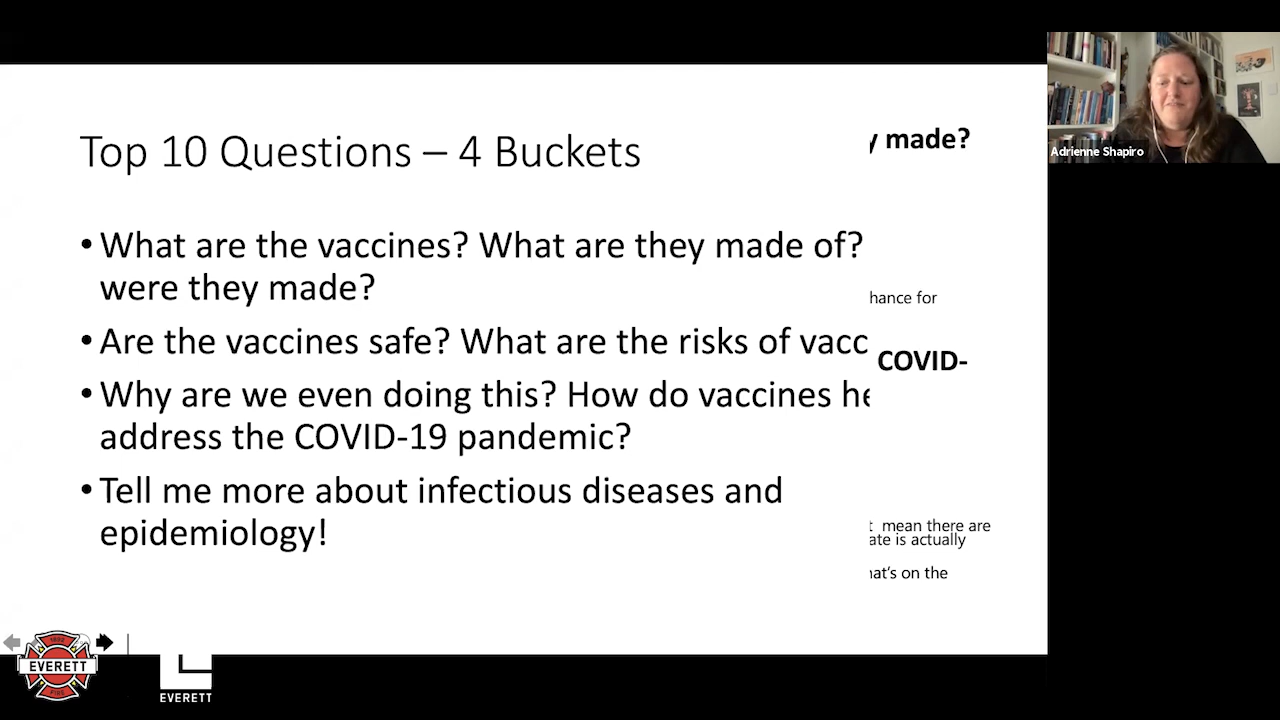 Top 10 Questions – 4 Buckets
y made?
• What are the vaccines? What are they made of?
were they made?
hance for
• Are the vaccines safe? What are the risks of vacc
COVID-
• Why are we even doing this? How do vaccines he
address the COVID-19 pandemic?
• Tell me more about infectious diseases and
epidemiology!
t mean there are
ate is actually
hat's on the
Adrienne Shapiro
1892
EVERETT
FIRE
EVERETT